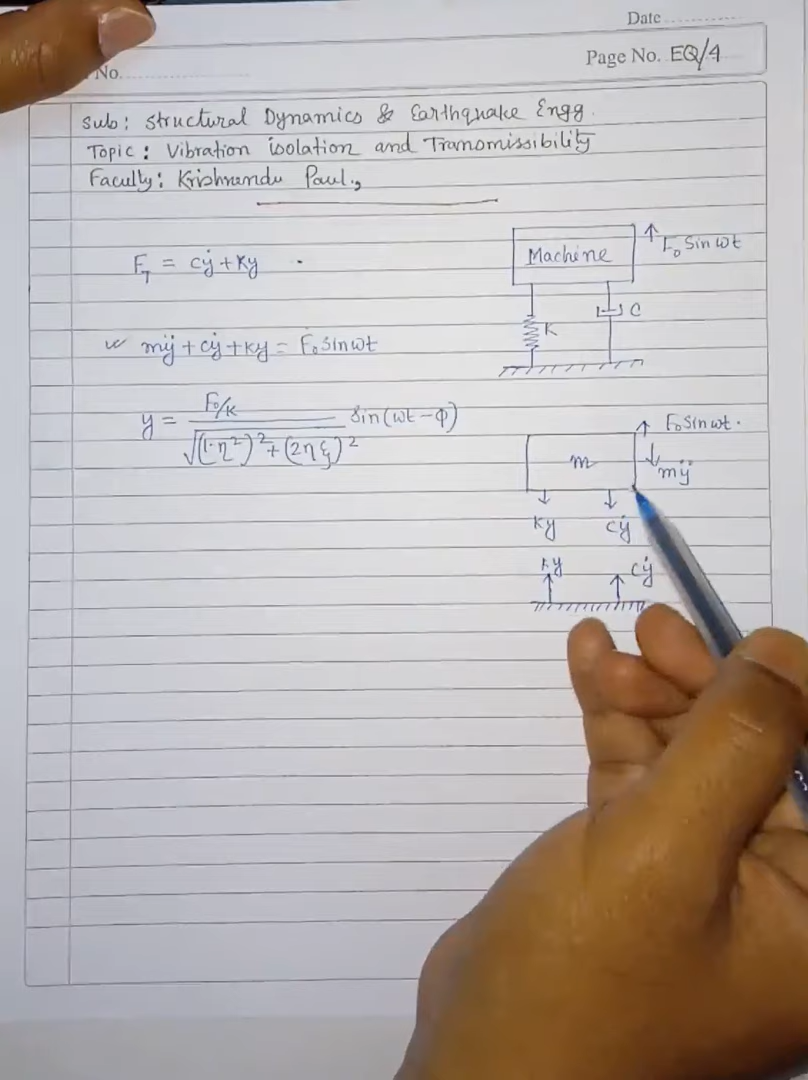 Date
No.
Page No. EQ/4
Sub: Structural Dynamics & Earthquake Engg.
Topic: Vibration isolation and Transmissibility
Faculty: Krishnendu Paul.,
F_T = cẏ + Ky
Machine
F₀ Sin ωt
K
C
mÿ + cẏ + Ky = F₀ Sin ωt
y = F₀/K / √((1-η²)² + (2ηξ)²) Sin(ωt - φ)
F₀ Sin ωt.
m
mÿ
Ky
cẏ
Ky
cẏ